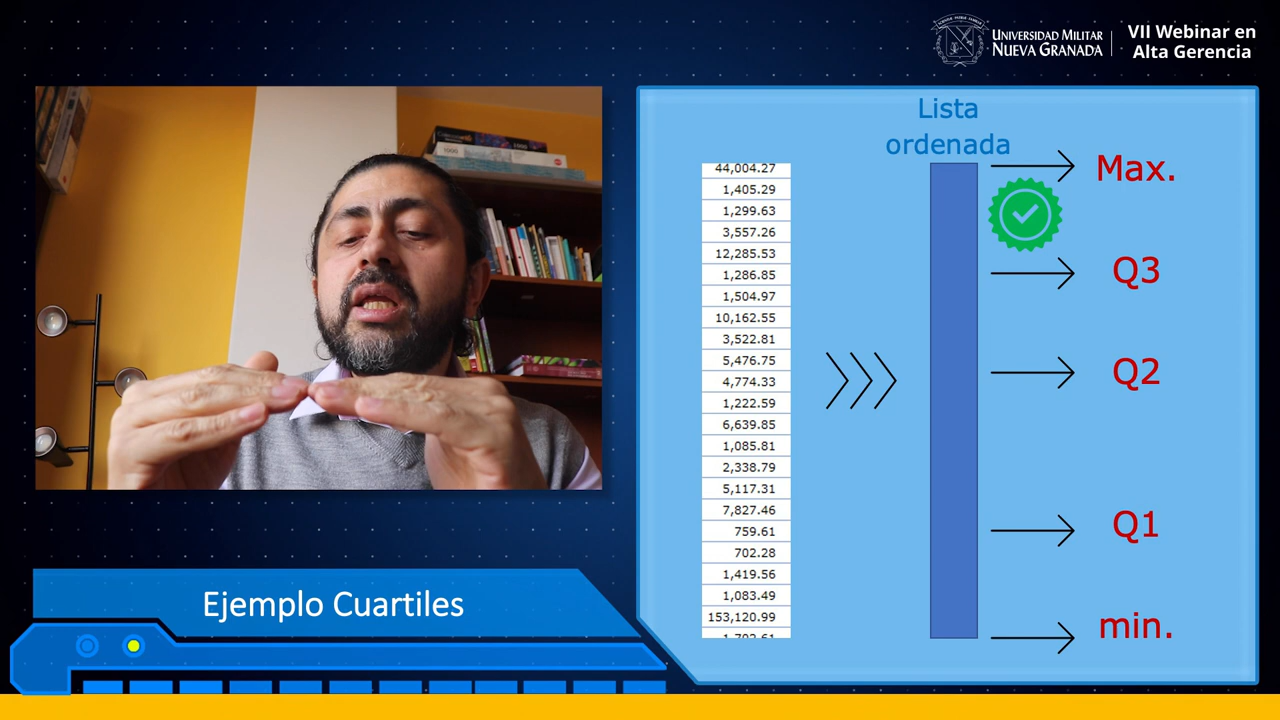 UNIVERSIDAD MILITAR
NUEVA GRANADA
VII Webinar en
Alta Gerencia
Lista
ordenada
44,004.27
1,405.29
1,299.63
3,557.26
12,285.53
1,286.85
1,504.97
10,162.55
3,522.81
5,476.75
4,774.33
1,222.59
6,639.85
1,085.81
2,338.79
5,117.31
7,827.46
759.61
702.28
1,419.56
1,083.49
153,120.99
Max.
Q3
Q2
Q1
min.
Ejemplo Cuartiles